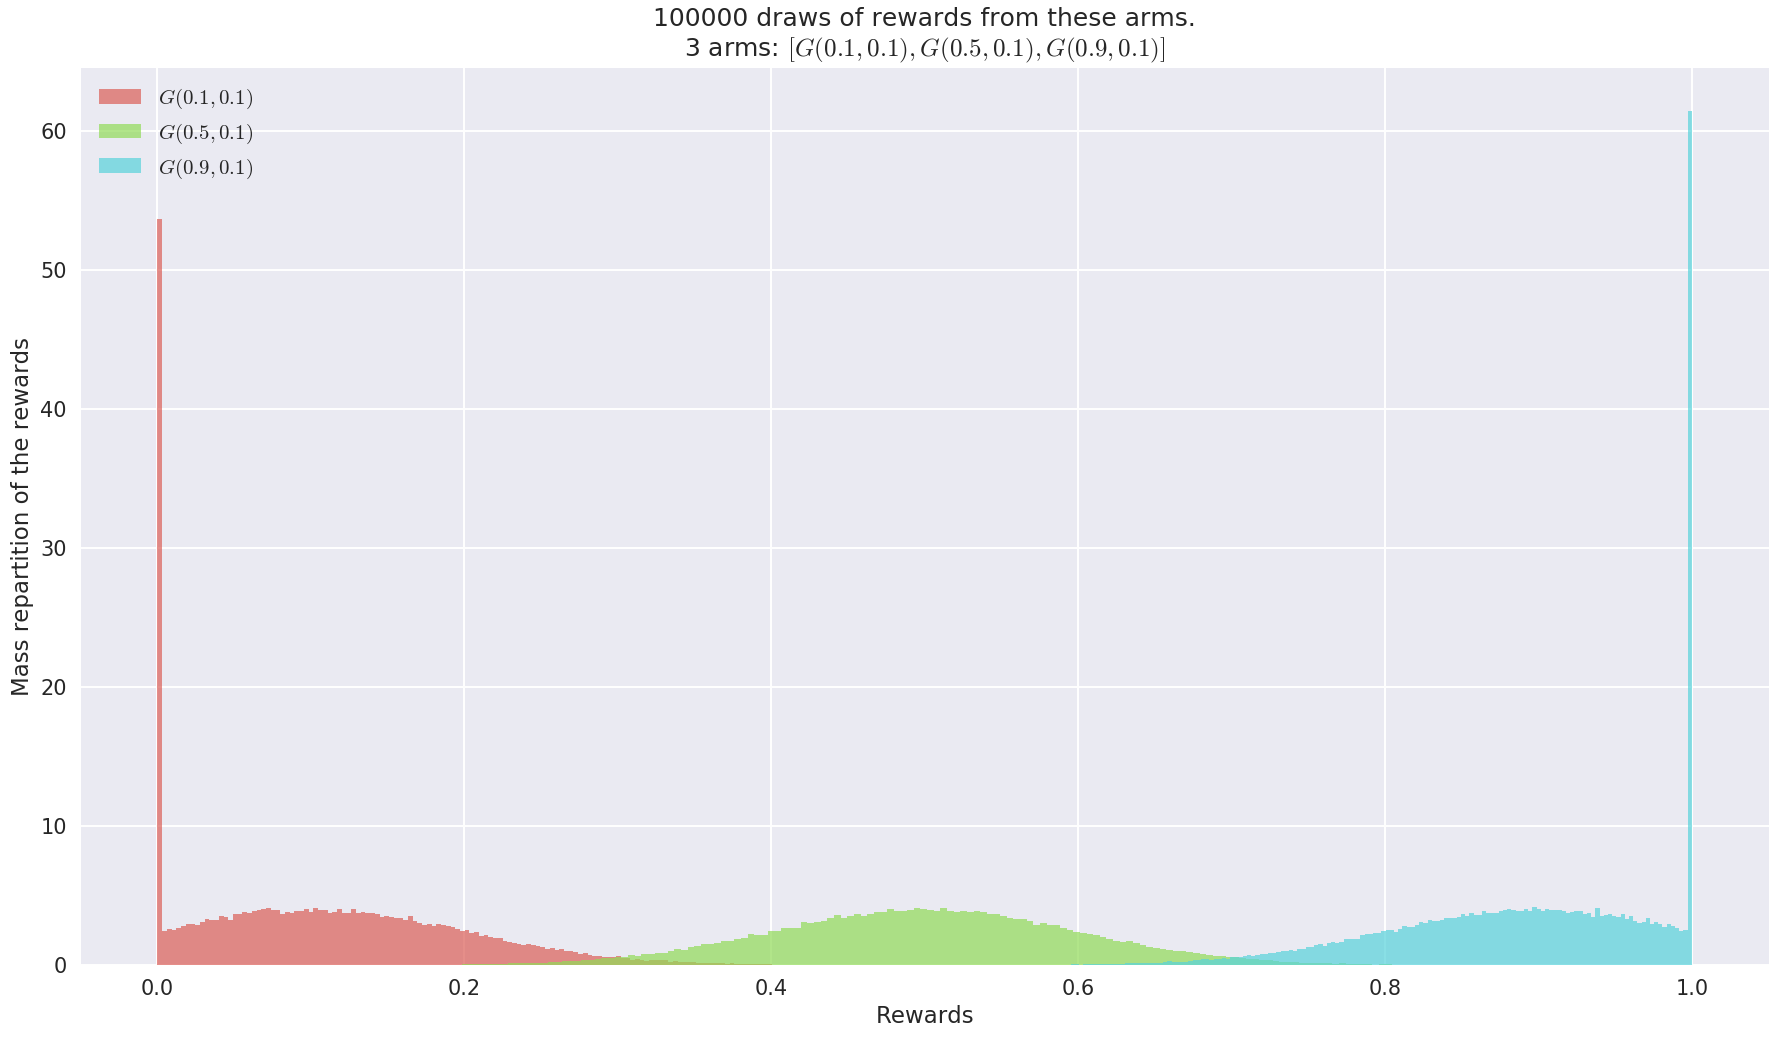 100000 draws of rewards from these arms.
3 arms: [G(0.1, 0.1), G(0.5, 0.1), G(0.9, 0.1)]
G(0.1, 0.1)
G(0.5, 0.1)
G(0.9, 0.1)
Mass repartition of the rewards
60
50
40
30
20
10
0
0.0 0.2 0.4 0.6 0.8 1.0
Rewards